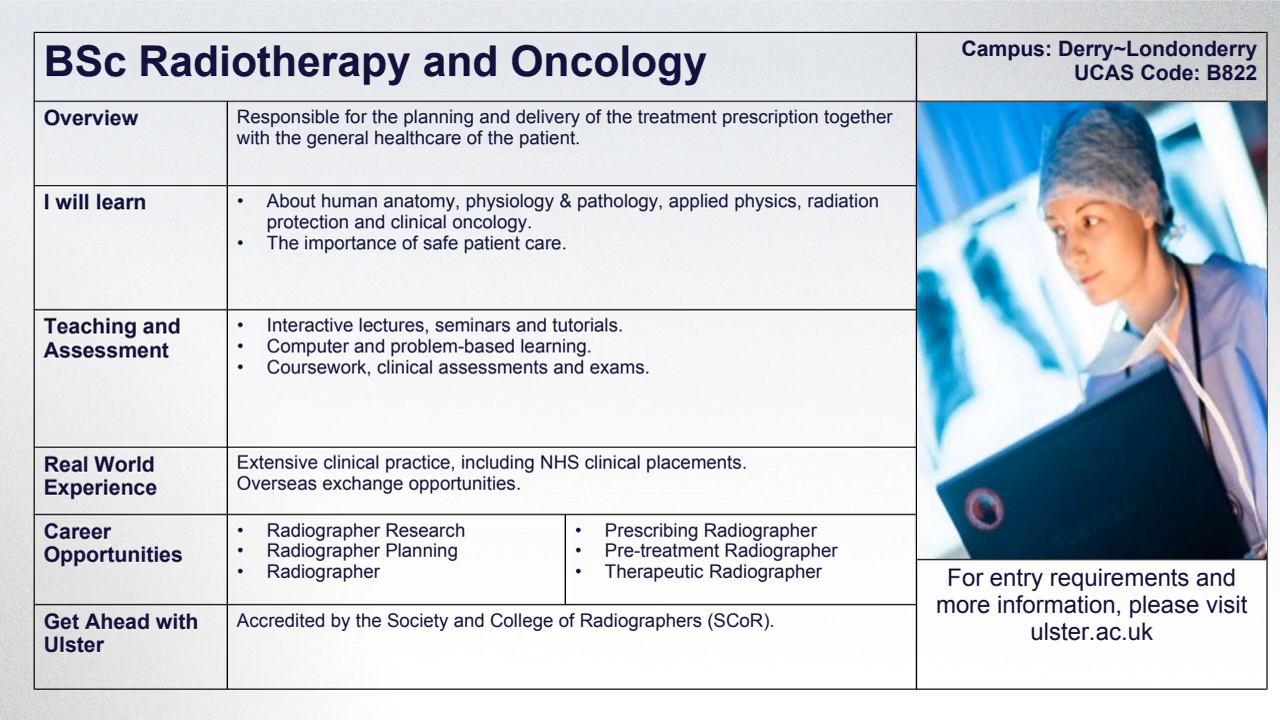 BSc Radiotherapy and Oncology
Campus: Derry~Londonderry
UCAS Code: B822
Overview
Responsible for the planning and delivery of the treatment prescription together
with the general healthcare of the patient.
I will learn
• About human anatomy, physiology & pathology, applied physics, radiation
protection and clinical oncology.
• The importance of safe patient care.
Teaching and
Assessment
• Interactive lectures, seminars and tutorials.
• Computer and problem-based learning.
• Coursework, clinical assessments and exams.
Real World
Experience
Extensive clinical practice, including NHS clinical placements.
Overseas exchange opportunities.
Career
Opportunities
• Radiographer Research
• Radiographer Planning
• Radiographer
• Prescribing Radiographer
• Pre-treatment Radiographer
• Therapeutic Radiographer
Get Ahead with
Ulster
Accredited by the Society and College of Radiographers (SCoR).
TOSHIBA
For entry requirements and
more information, please visit
ulster.ac.uk